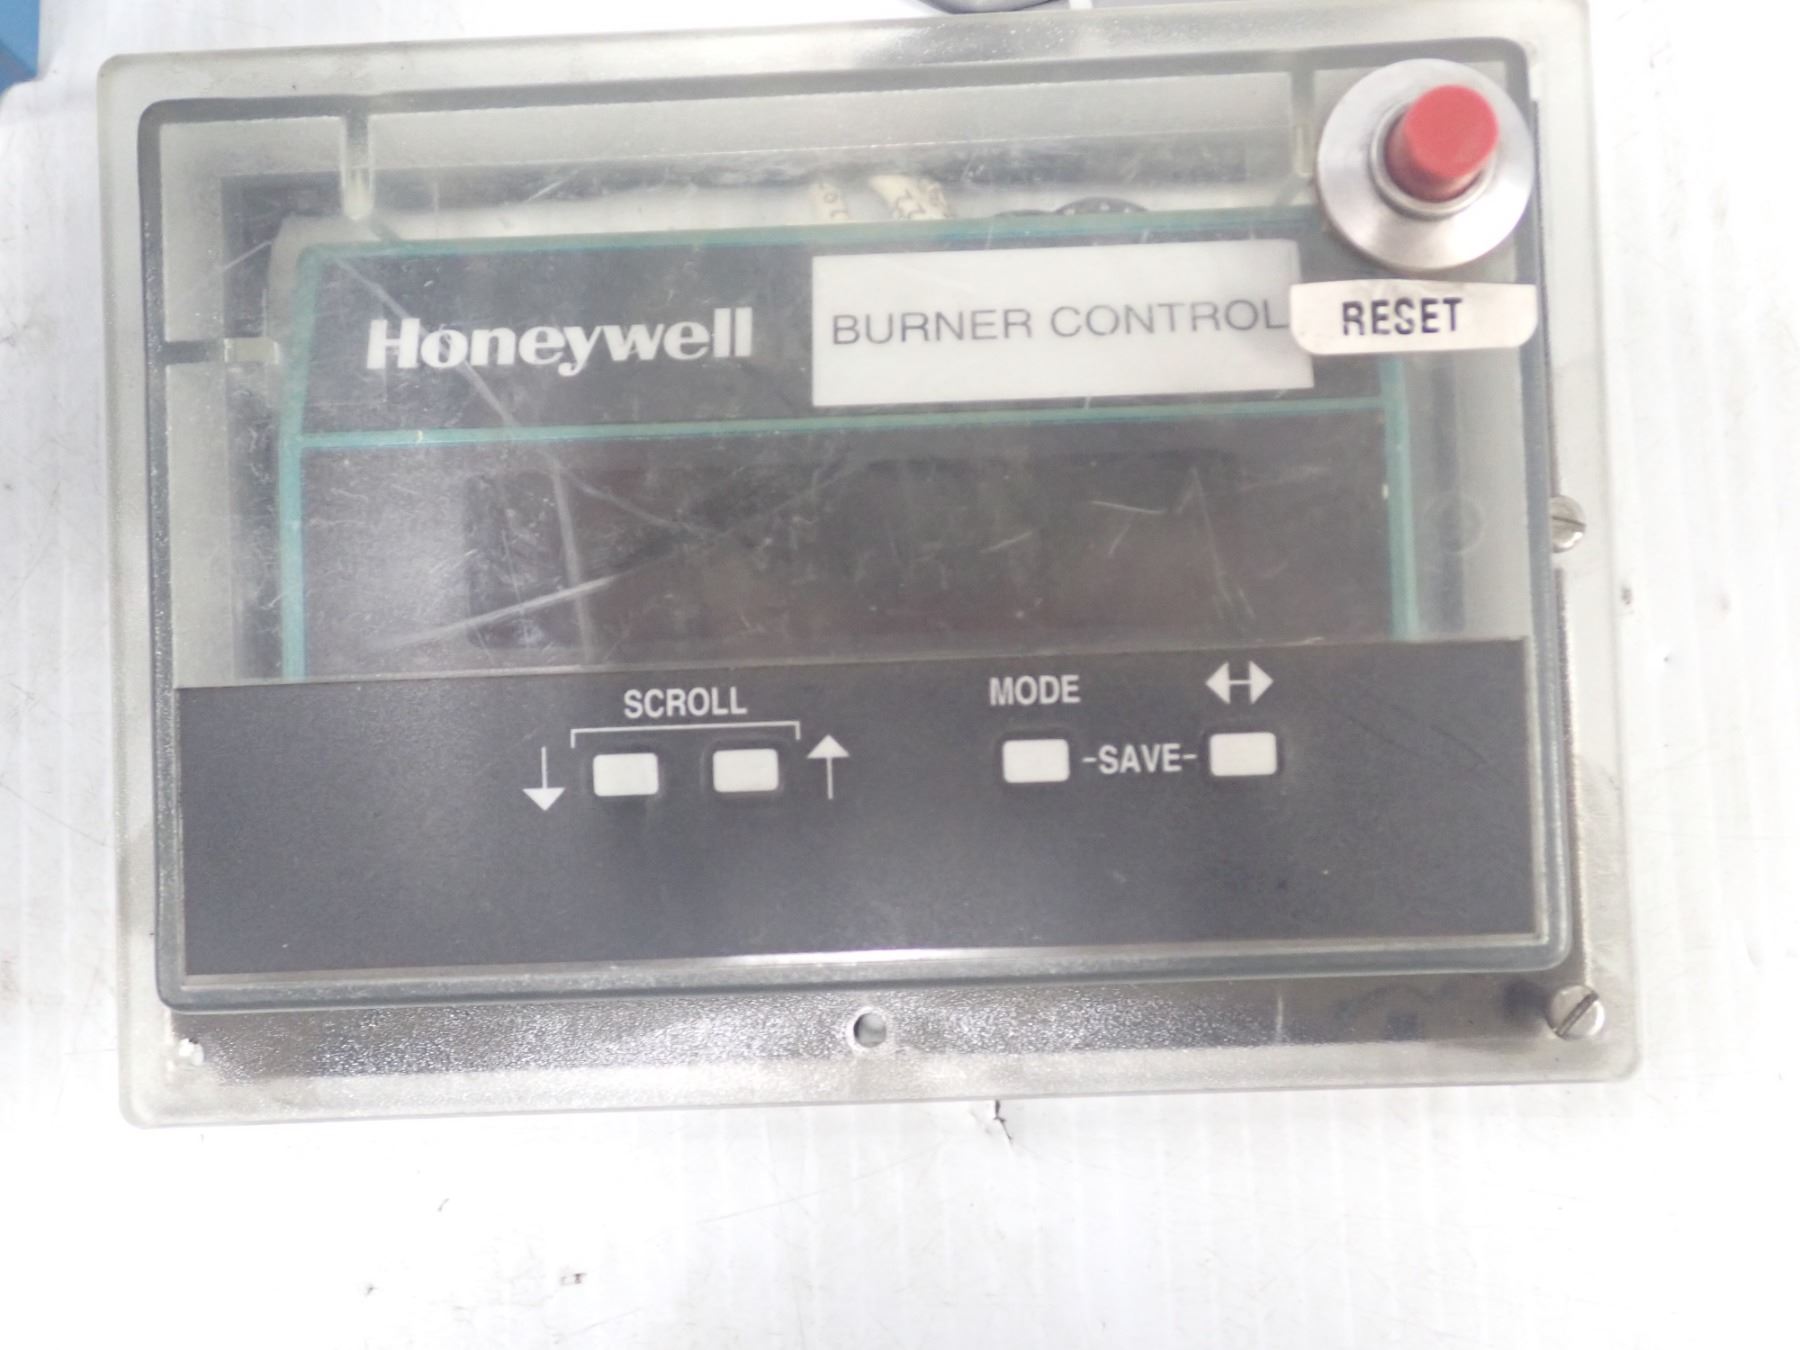 Honeywell
BURNER CONTROL
RESET
SCROLL
MODE
-SAVE-